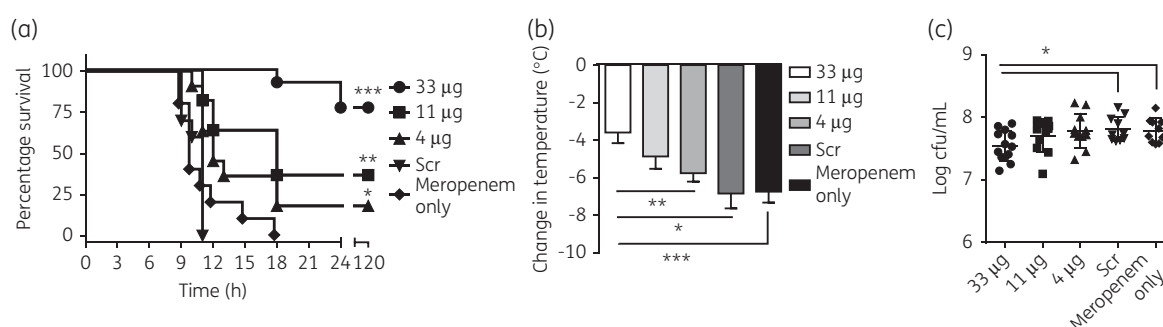 (a)
Percentage survival
100
75
50
25
0
0 3 6 9 12 15 18 21 24 120
Time (h)
***
**
*
33 µg
11 µg
4 µg
Scr
Meropenem
only
(b)
Change in temperature (°C)
0
-2
-4
-6
-8
-10
**
*
***
33 µg
11 µg
4 µg
Scr
Meropenem
only
(c)
Log cfu/mL
9
8
7
6
*
33 µg
11 µg
4 µg
Scr
Meropenem
only